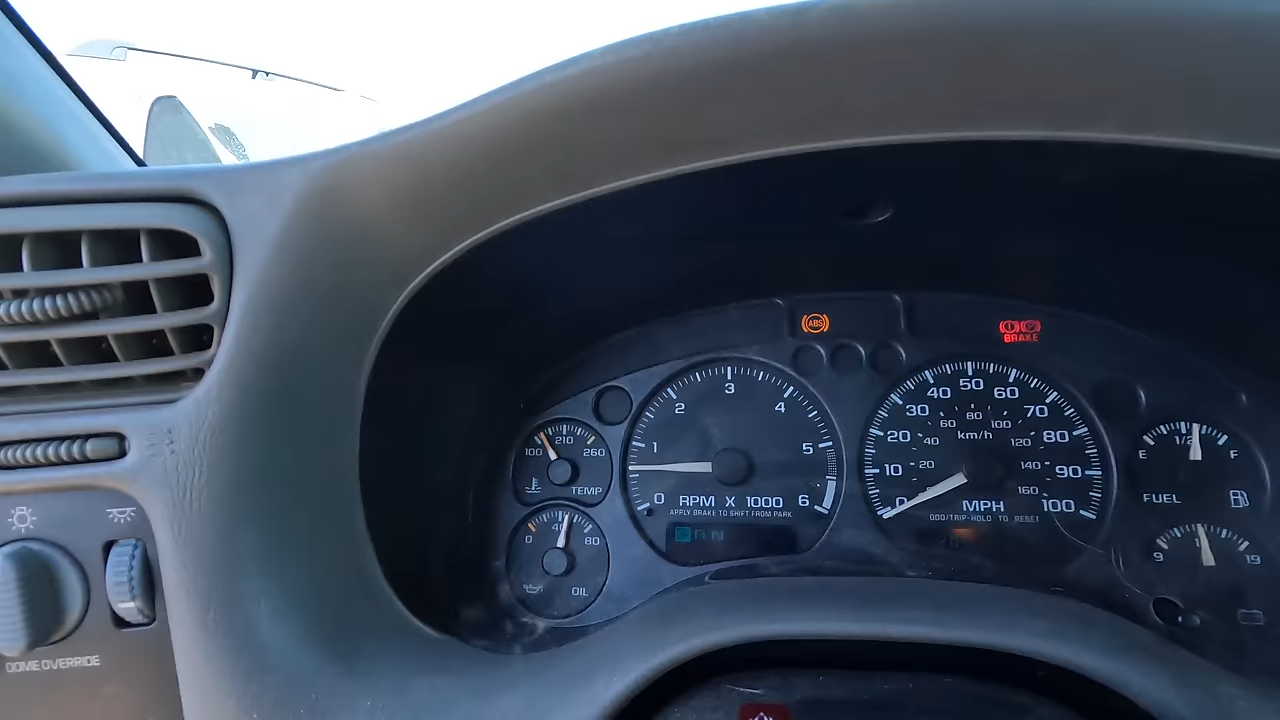 ABS
BRAKE
100 210 260
TEMP
0 40 80
OIL
0 1 2 3 4 5 6
RPM X 1000
APPLY BRAKE TO SHIFT FROM PARK
0 10 20 30 40 50 60 70 80 90 100
20 40 60 80 100 120 140 160
km/h
MPH
ODO/TRIP-HOLD TO RESET
E 1/2 F
FUEL
9 19
DOME OVERRIDE